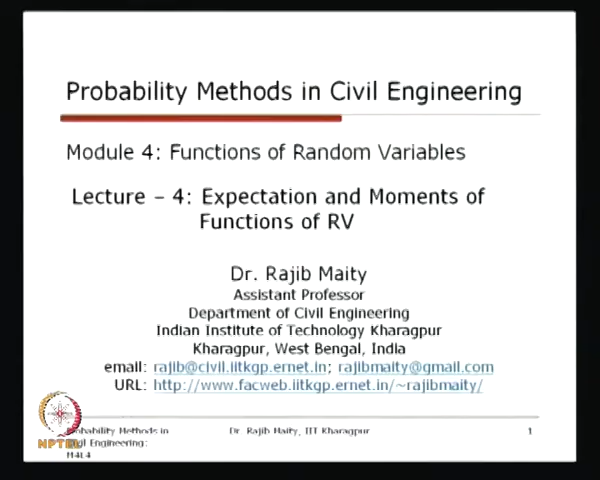 Probability Methods in Civil Engineering
Module 4: Functions of Random Variables
Lecture – 4: Expectation and Moments of
Functions of RV
Dr. Rajib Maity
Assistant Professor
Department of Civil Engineering
Indian Institute of Technology Kharagpur
Kharagpur, West Bengal, India
email: rajib@civil.iitkgp.ernet.in; rajibmaity@gmail.com
URL: http://www.facweb.iitkgp.ernet.in/~rajibmaity/
Probability Methods in
Civil Engineering:
M4L4
Dr. Rajib Maity, IIT Kharagpur
1
NPTEL